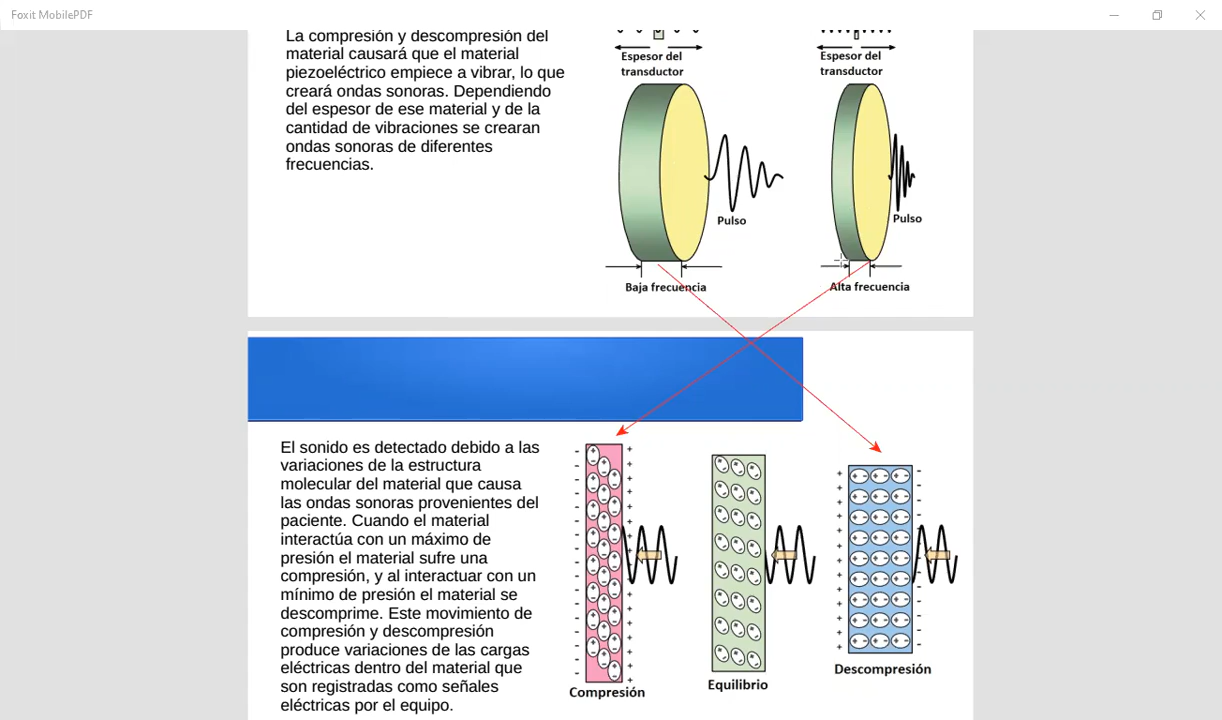 Foxit MobilePDF
La compresión y descompresión del
material causará que el material
piezoeléctrico empiece a vibrar, lo que
creará ondas sonoras. Dependiendo
del espesor de ese material y de la
cantidad de vibraciones se crearan
ondas sonoras de diferentes
frecuencias.
Espesor del
transductor
Pulso
Baja frecuencia
Espesor del
transductor
Pulso
Alta frecuencia
El sonido es detectado debido a las
variaciones de la estructura
molecular del material que causa
las ondas sonoras provenientes del
paciente. Cuando el material
interactúa con un máximo de
presión el material sufre una
compresión, y al interactuar con un
mínimo de presión el material se
descomprime. Este movimiento de
compresión y descompresión
produce variaciones de las cargas
eléctricas dentro del material que
son registradas como señales
eléctricas por el equipo.
Compresión
Equilibrio
Descompresión